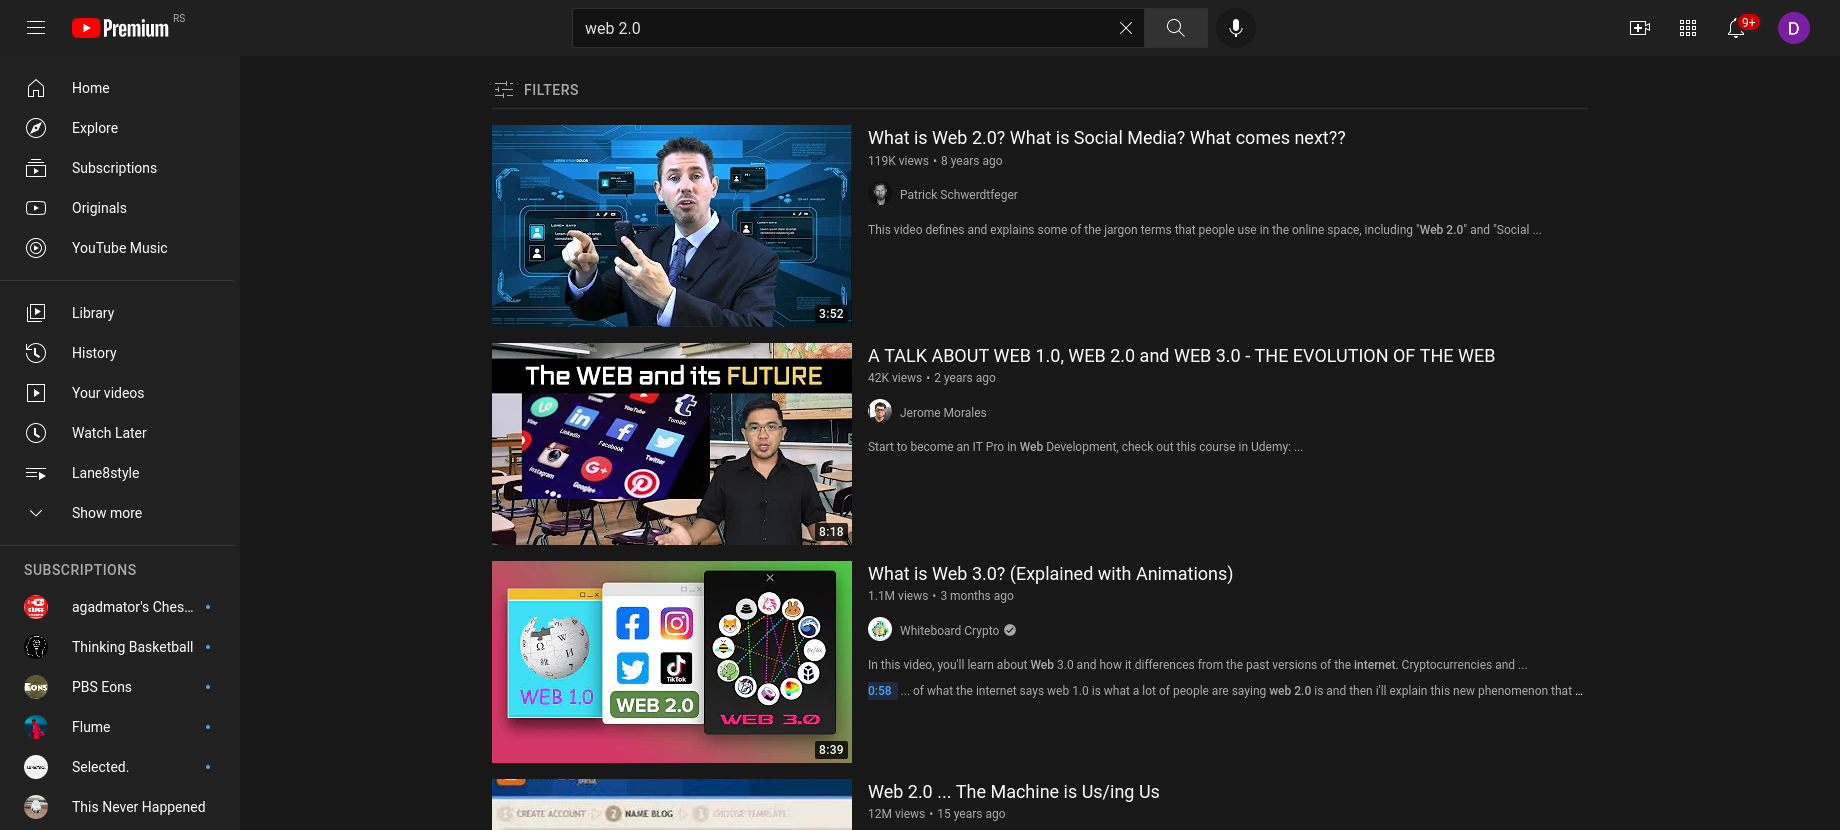 Premium RS
web 2.0
9+
D
Home
Explore
Subscriptions
Originals
YouTube Music
Library
History
Your videos
Watch Later
Lane8style
Show more
SUBSCRIPTIONS
agadmator's Ches...
Thinking Basketball
PBS Eons
Flume
Selected.
This Never Happened
FILTERS
3:52
What is Web 2.0? What is Social Media? What comes next??
119K views • 8 years ago
Patrick Schwerdtfeger
This video defines and explains some of the jargon terms that people use in the online space, including "Web 2.0" and "Social ...
The WEB and its FUTURE
YouTube
Tumblr
LinkedIn
Facebook
Twitter
Instagram
Google+
8:18
A TALK ABOUT WEB 1.0, WEB 2.0 and WEB 3.0 - THE EVOLUTION OF THE WEB
42K views • 2 years ago
Jerome Morales
Start to become an IT Pro in Web Development, check out this course in Udemy: ...
TikTok
WEB 1.0
WEB 2.0
WEB 3.0
8:39
What is Web 3.0? (Explained with Animations)
1.1M views • 3 months ago
Whiteboard Crypto
In this video, you'll learn about Web 3.0 and how it differences from the past versions of the internet. Cryptocurrencies and ...
0:58 ... of what the internet says web 1.0 is what a lot of people are saying web 2.0 is and then i'll explain this new phenomenon that ...
1 CREATE ACCOUNT 2 NAME BLOG 3 CHOOSE TEMPLATE
Web 2.0 ... The Machine is Us/ing Us
12M views • 15 years ago